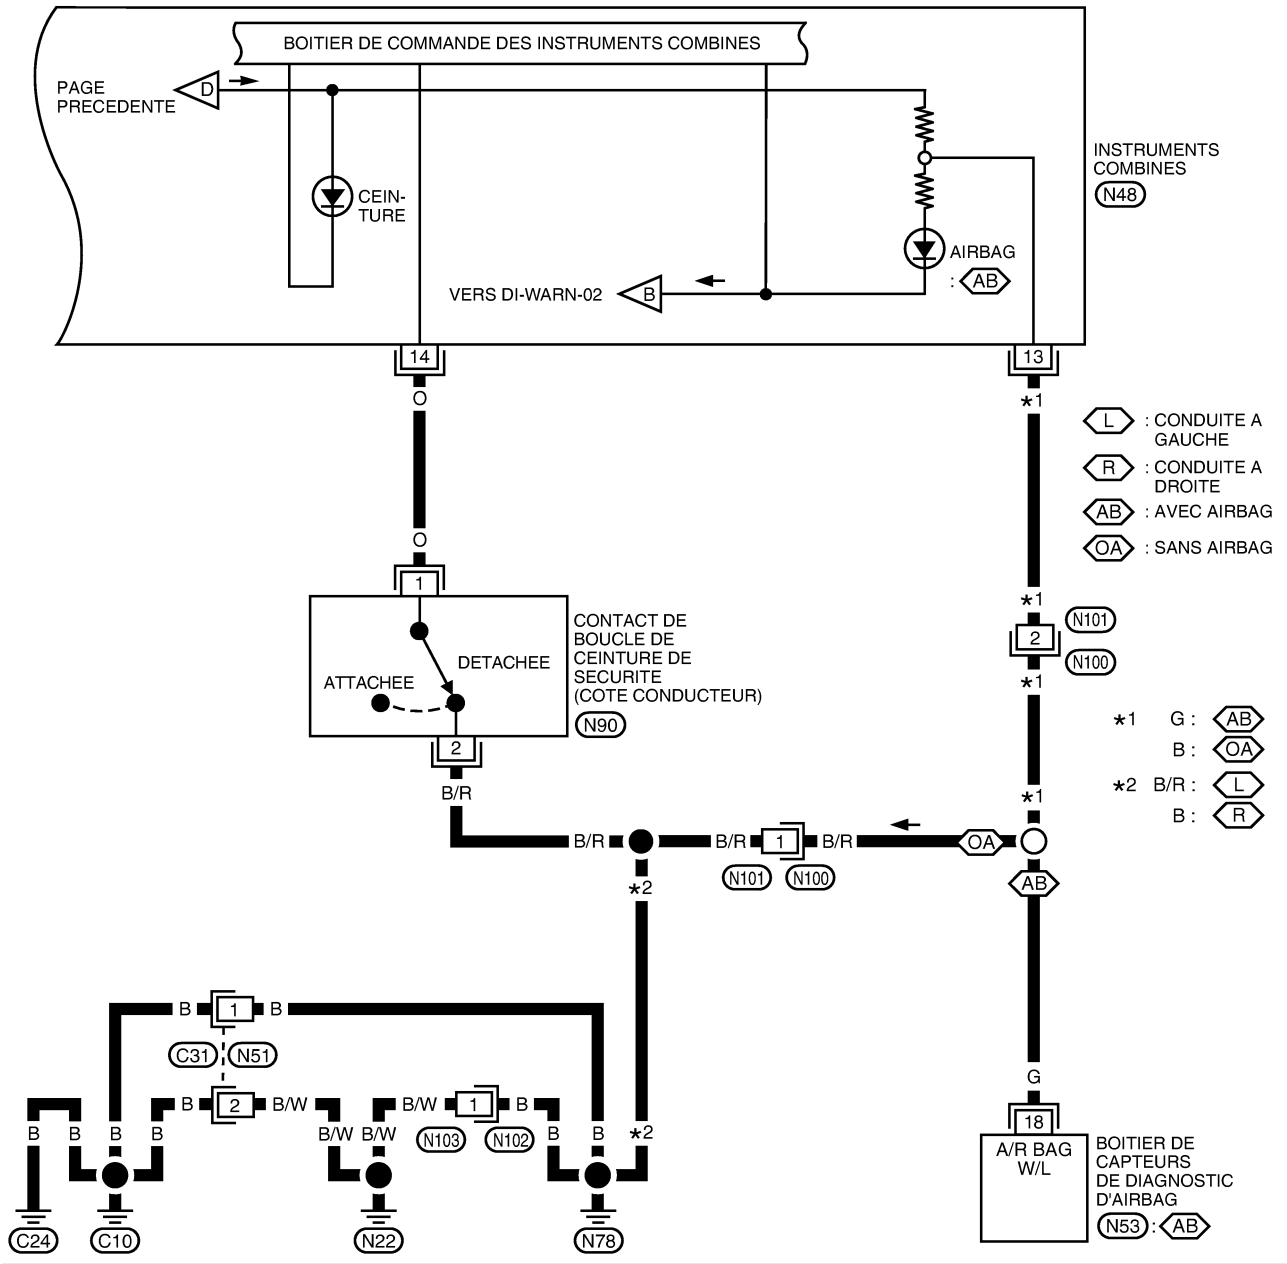 BOITIER DE COMMANDE DES INSTRUMENTS COMBINES
PAGE
PRECEDENTE
D
CEIN-
TURE
INSTRUMENTS
COMBINES
N48
AIRBAG
: AB
VERS DI-WARN-02
B
14
13
O
*1
L : CONDUITE A
GAUCHE
R : CONDUITE A
DROITE
AB : AVEC AIRBAG
OA : SANS AIRBAG
O
1
*1
N101
2
N100
*1
CONTACT DE
BOUCLE DE
CEINTURE DE
SECURITE
(COTE CONDUCTEUR)
N90
DETACHEE
ATTACHEE
2
B/R
*1 G : AB
B : OA
*2 B/R : L
B : R
*1
B/R
B/R
1
B/R
OA
N101
N100
AB
*2
B
1
B
C31
N51
B
2
B/W
B/W
1
B
N103
N102
B
B
B
B
B/W
B/W
B
B
*2
G
18
A/R BAG
W/L
BOITIER DE
CAPTEURS
DE DIAGNOSTIC
D'AIRBAG
N53 : AB
C24
C10
N22
N78